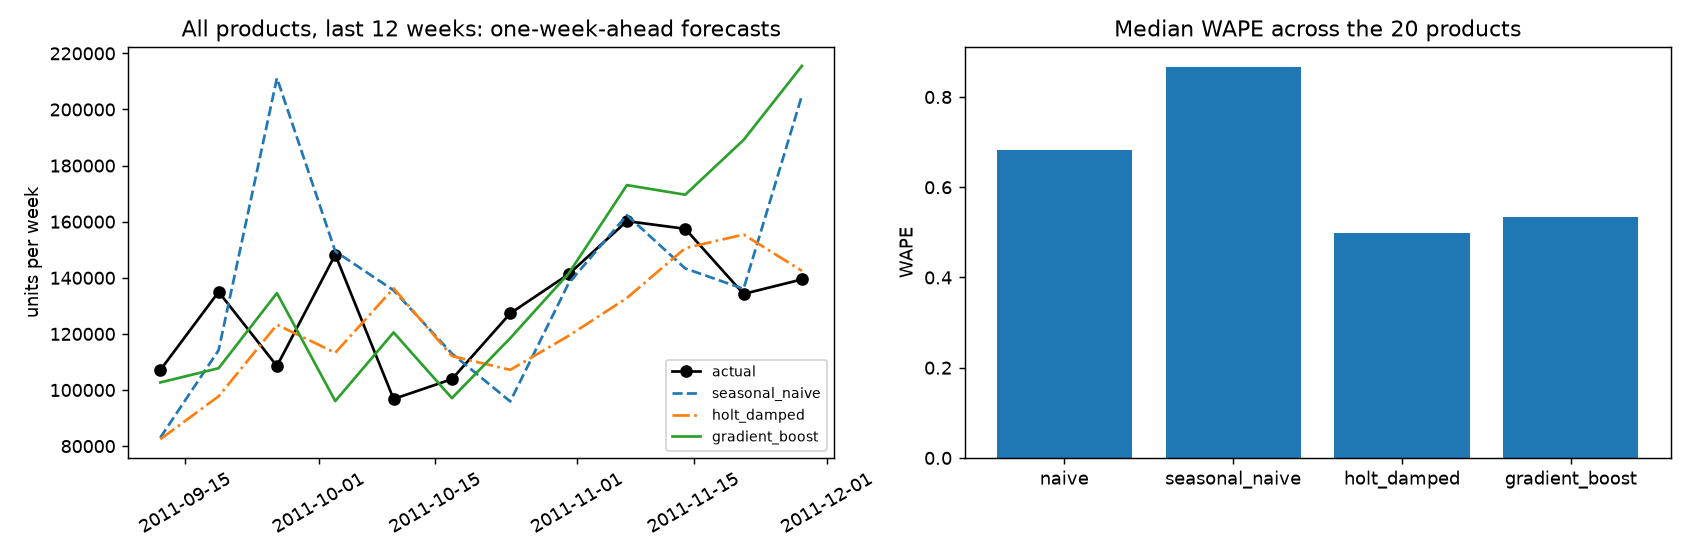 All products, last 12 weeks: one-week-ahead forecasts
units per week
220000
200000
180000
160000
140000
120000
100000
80000
2011-09-15
2011-10-01
2011-10-15
2011-11-01
2011-11-15
2011-12-01
actual
seasonal_naive
holt_damped
gradient_boost
Median WAPE across the 20 products
WAPE
0.8
0.6
0.4
0.2
0.0
naive
seasonal_naive
holt_damped
gradient_boost